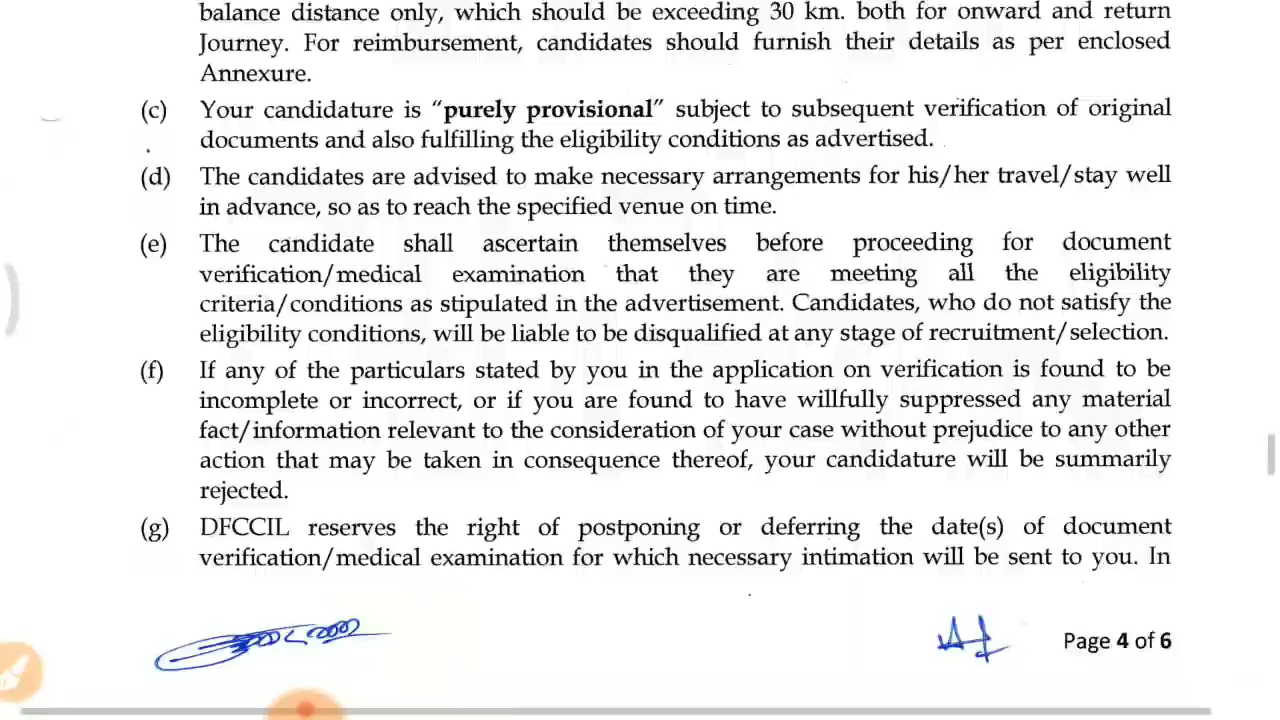 balance distance only, which should be exceeding 30 km. both for onward and return
Journey. For reimbursement, candidates should furnish their details as per enclosed
Annexure.
(c) Your candidature is “purely provisional” subject to subsequent verification of original
documents and also fulfilling the eligibility conditions as advertised.
(d) The candidates are advised to make necessary arrangements for his/her travel/stay well
in advance, so as to reach the specified venue on time.
(e) The candidate shall ascertain themselves before proceeding for document
verification/medical examination that they are meeting all the eligibility
criteria/conditions as stipulated in the advertisement. Candidates, who do not satisfy the
eligibility conditions, will be liable to be disqualified at any stage of recruitment/selection.
(f) If any of the particulars stated by you in the application on verification is found to be
incomplete or incorrect, or if you are found to have willfully suppressed any material
fact/information relevant to the consideration of your case without prejudice to any other
action that may be taken in consequence thereof, your candidature will be summarily
rejected.
(g) DFCCIL reserves the right of postponing or deferring the date(s) of document
verification/medical examination for which necessary intimation will be sent to you. In
Page 4 of 6